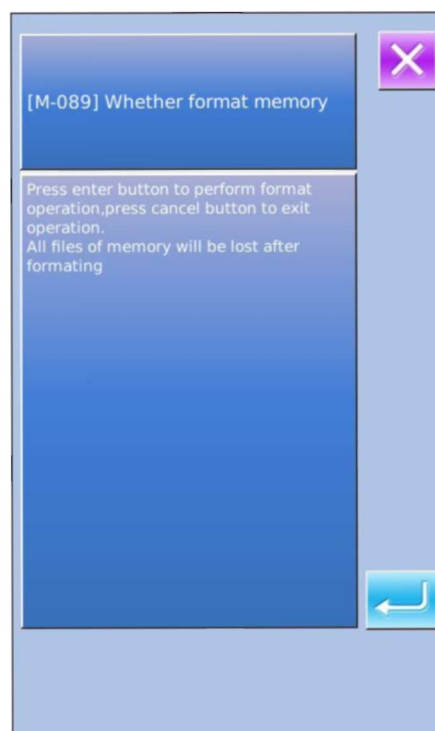 [M-089] Whether format memory
Press enter button to perform format
operation,press cancel button to exit
operation.
All files of memory will be lost after
formating